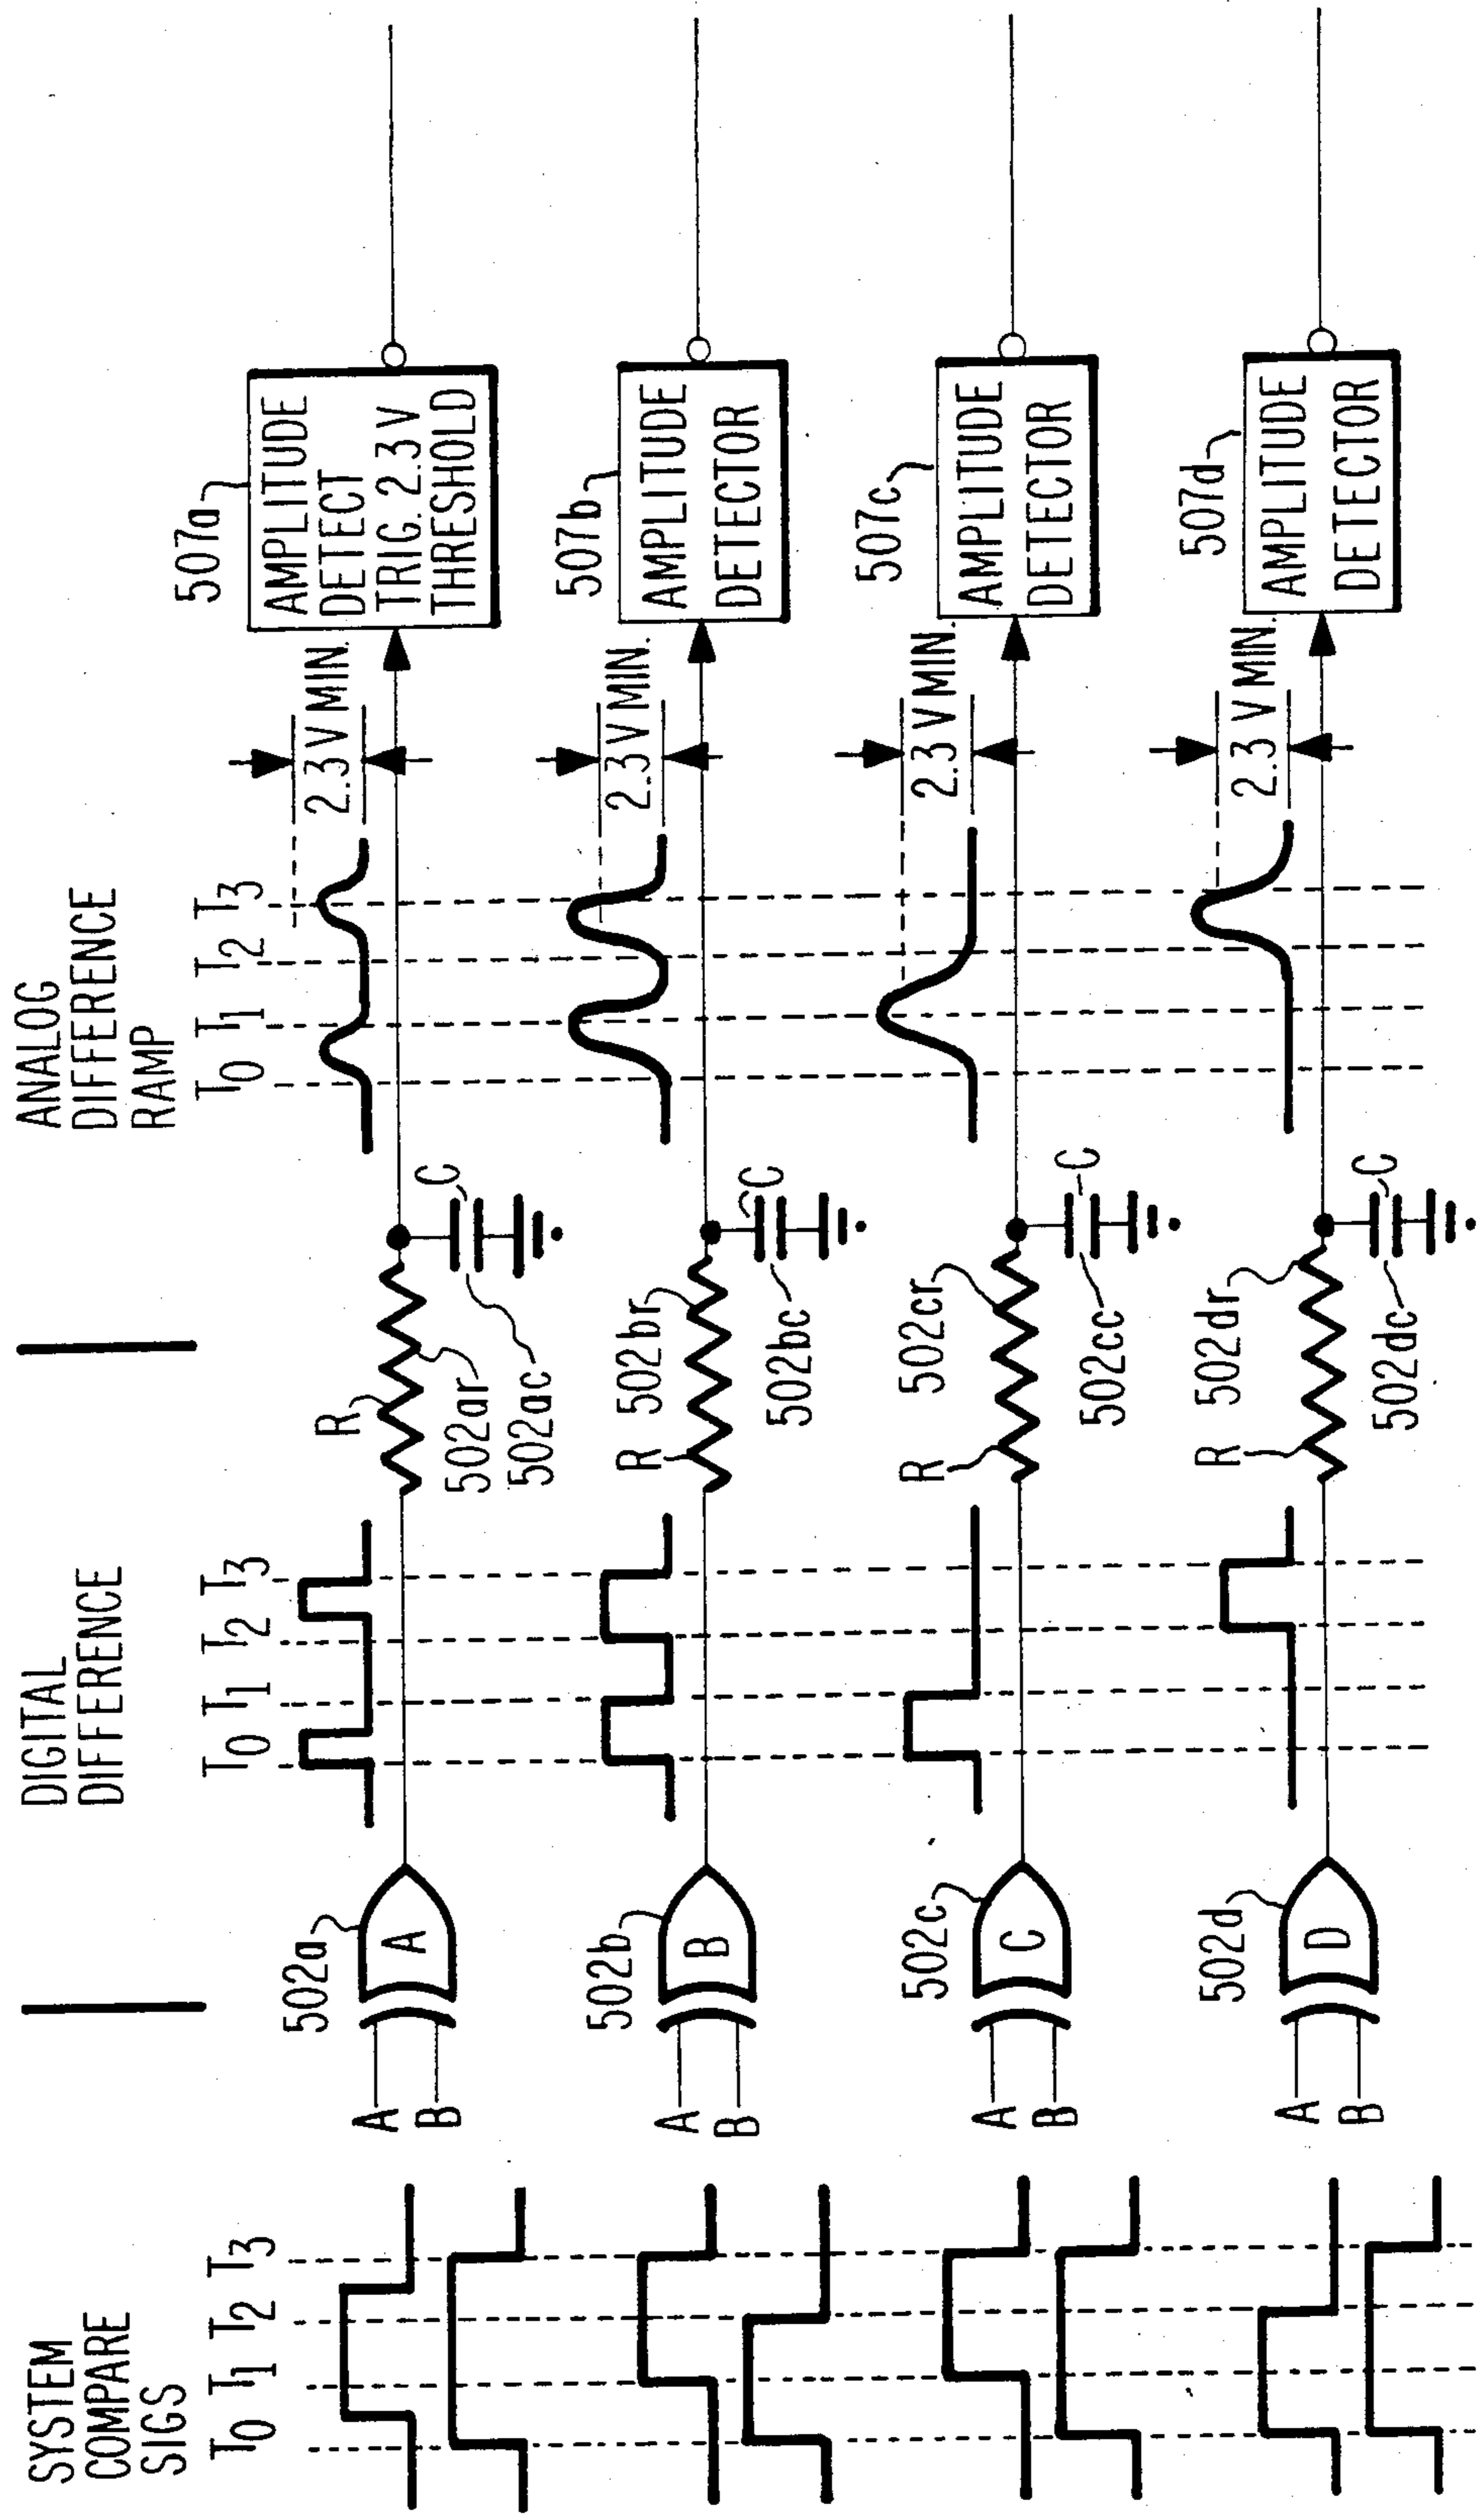 SYSTEM
COMPARE
SIGS
T0 T1 T2 T3
DIGITAL
DIFFERENCE
T0 T1 T2 T3
ANALOG
DIFFERENCE
RAMP
T0 T1 T2 T3
A
B
502a
A
R
502ar
502ac
C
2.3 V MIN.
507a
AMPLITUDE
DETECT
TRIG. 2.3 V
THRESHOLD
A
B
502b
B
R
502br
502bc
C
2.3 V MIN.
507b
AMPLITUDE
DETECTOR
A
B
502c
C
R
502cr
502cc
C
2.3 V MIN.
507c
AMPLITUDE
DETECTOR
A
B
502d
D
R
502dr
502dc
C
2.3 V MIN.
507d
AMPLITUDE
DETECTOR